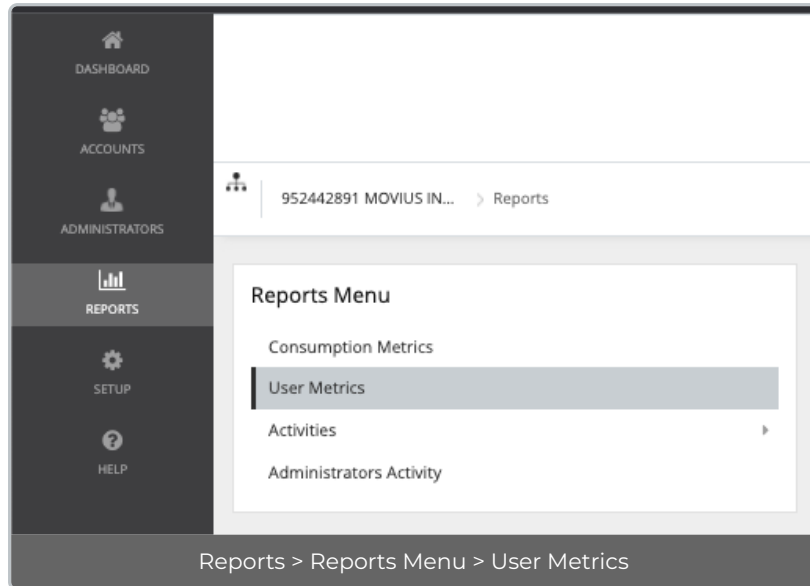 DASHBOARD
ACCOUNTS
ADMINISTRATORS
REPORTS
SETUP
HELP
952442891 MOVIUS IN... > Reports
Reports Menu
Consumption Metrics
User Metrics
Activities
Administrators Activity
Reports > Reports Menu > User Metrics